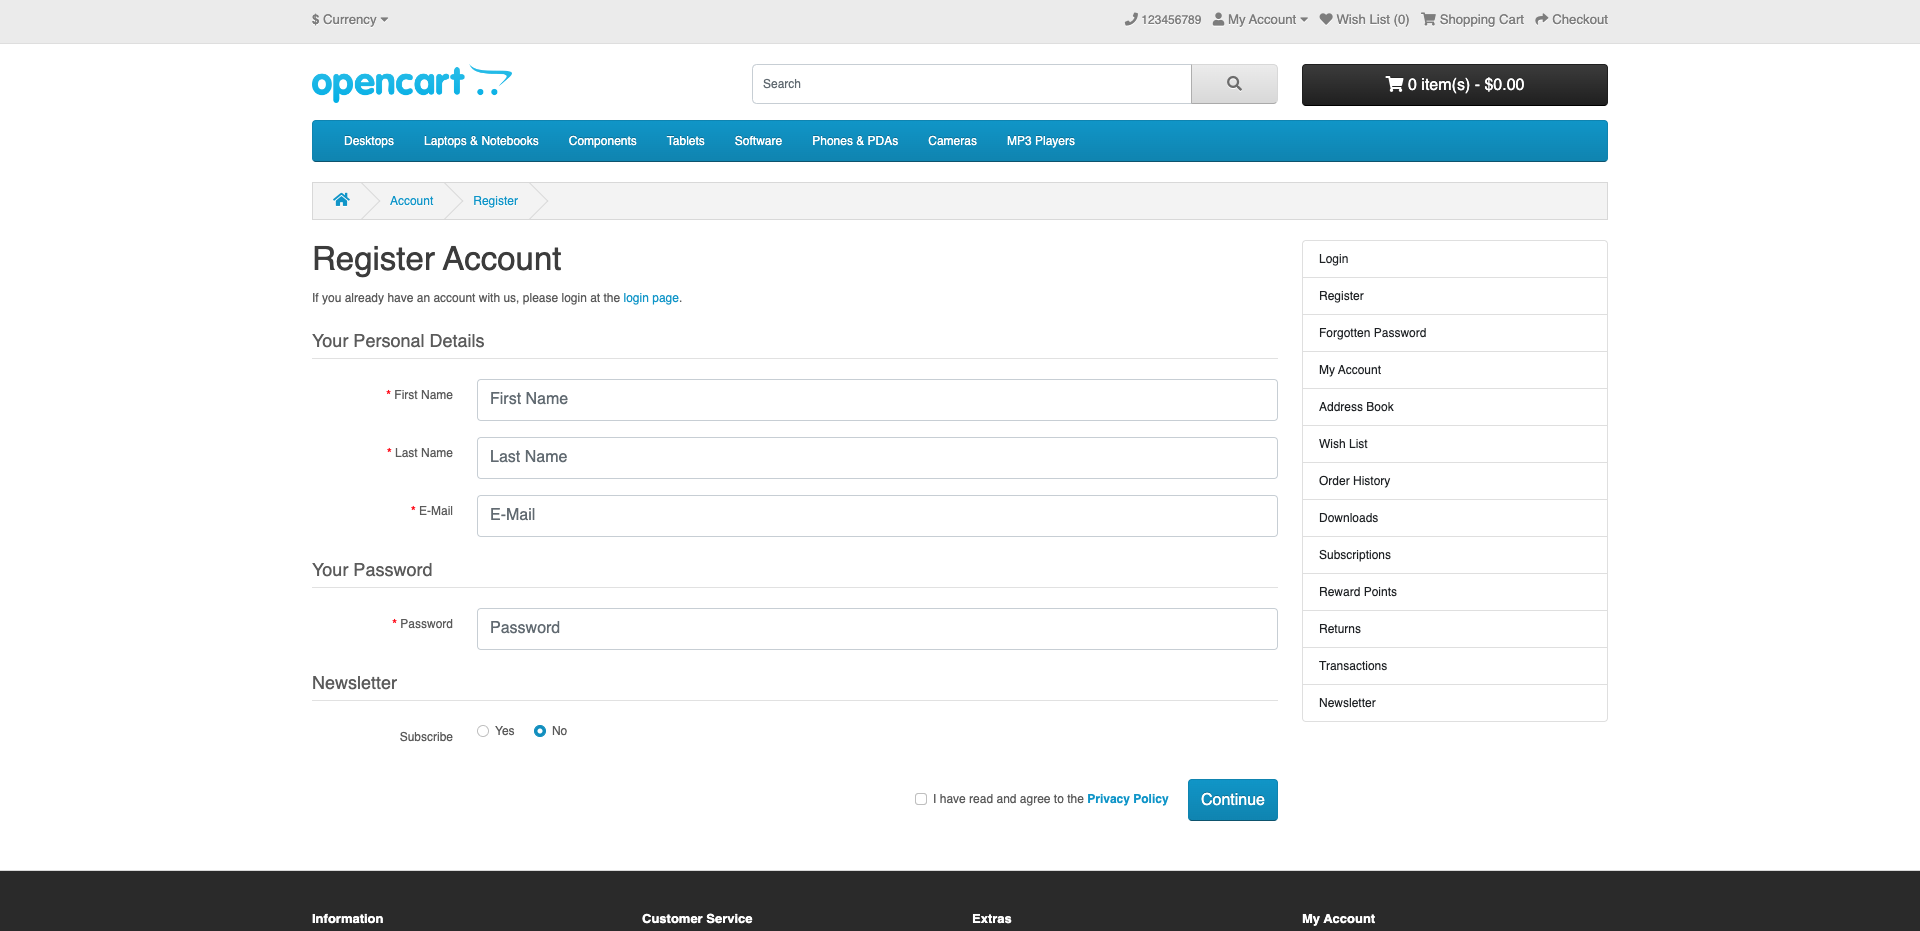 $ Currency
123456789 My Account Wish List (0) Shopping Cart Checkout
opencart
Search
0 item(s) - $0.00
Desktops Laptops & Notebooks Components Tablets Software Phones & PDAs Cameras MP3 Players
Account Register
Register Account
If you already have an account with us, please login at the login page.
Your Personal Details
* First Name First Name
* Last Name Last Name
* E-Mail E-Mail
Your Password
* Password Password
Newsletter
Subscribe Yes No
I have read and agree to the Privacy Policy Continue
Login
Register
Forgotten Password
My Account
Address Book
Wish List
Order History
Downloads
Subscriptions
Reward Points
Returns
Transactions
Newsletter
Information Customer Service Extras My Account